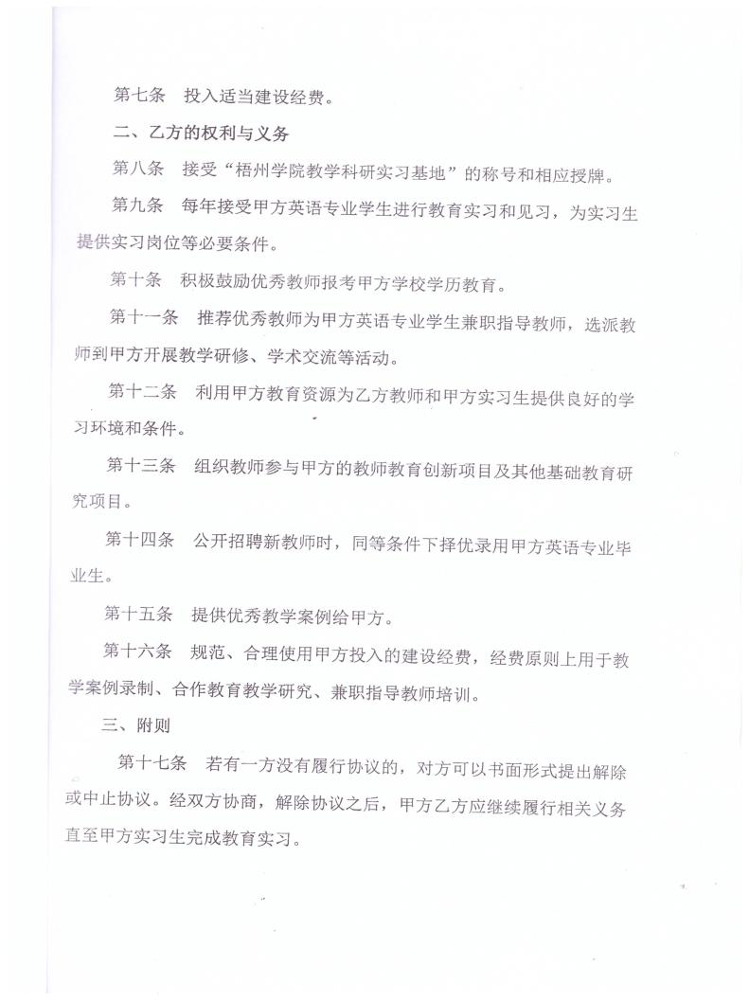 第七条　投入适当建设经费。
二、乙方的权利与义务
第八条　接受“梧州学院教学科研实习基地”的称号和相应授牌。
第九条　每年接受甲方英语专业学生进行教育实习和见习，为实习生
提供实习岗位等必要条件。
第十条　积极鼓励优秀教师报考甲方学校学历教育。
第十一条　推荐优秀教师为甲方英语专业学生兼职指导教师，选派教
师到甲方开展教学研修、学术交流等活动。
第十二条　利用甲方教育资源为乙方教师和甲方实习生提供良好的学
习环境和条件。
第十三条　组织教师参与甲方的教师教育创新项目及其他基础教育研
究项目。
第十四条　公开招聘新教师时，同等条件下择优录用甲方英语专业毕
业生。
第十五条　提供优秀教学案例给甲方。
第十六条　规范、合理使用甲方投入的建设经费，经费原则上用于教
学案例录制、合作教育教学研究、兼职指导教师培训。
三、附则
第十七条　若有一方没有履行协议的，对方可以书面形式提出解除
或中止协议。经双方协商，解除协议之后，甲方乙方应继续履行相关义务
直至甲方实习生完成教育实习。